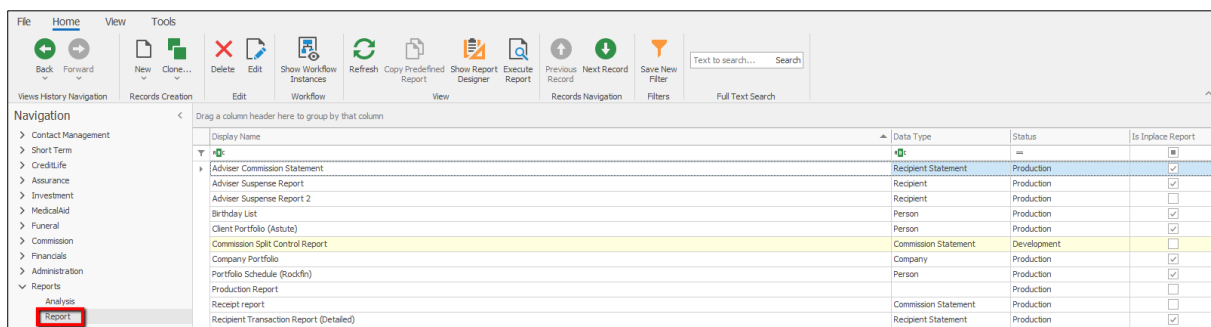 File Home View Tools
Back Forward New Clone... Delete Edit Show Workflow Instances Refresh Copy Predefined Report Show Report Designer Execute Report Previous Record Next Record Save New Filter Text to search... Search
Views History Navigation Records Creation Edit Workflow View Records Navigation Filters Full Text Search
Navigation Drag a column header here to group by that column
Contact Management Display Name Data Type Status Is Inplace Report
Short Term
CreditLife Adviser Commission Statement Recipient Statement Production
Assurance Adviser Suspense Report Recipient Production
Investment Adviser Suspense Report 2 Recipient Production
MedicalAid Birthday List Person Production
Funeral Client Portfolio (Astute) Person Production
Commission Commission Split Control Report Commission Statement Development
Financials Company Portfolio Company Production
Administration Portfolio Schedule (Rockfin) Person Production
Reports Production Report Production
Analysis Receipt report Commission Statement Production
Report Recipient Transaction Report (Detailed) Recipient Statement Production